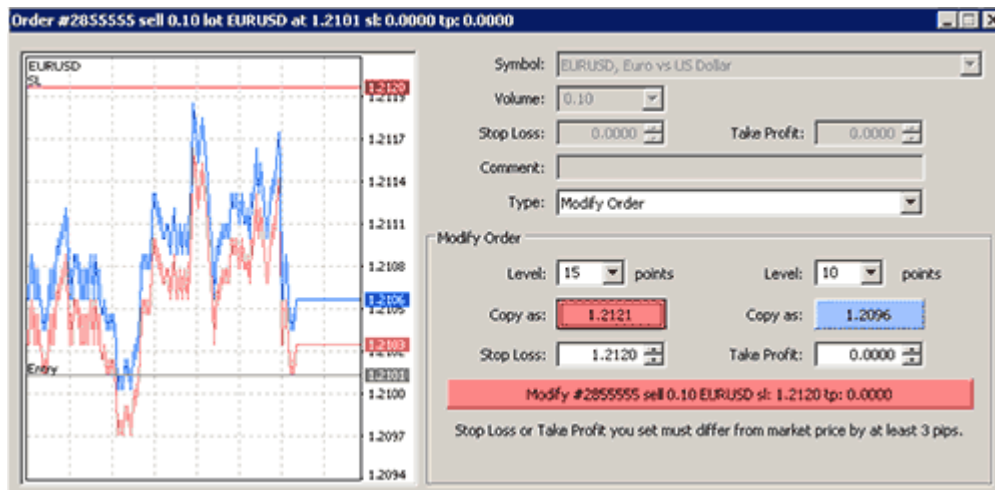 Order #2855555 sell 0.10 lot EURUSD at 1.2101 sl: 0.0000 tp: 0.0000
EURUSD
SL
1.2120
1.2119
1.2117
1.2114
1.2111
1.2108
1.2106
1.2105
1.2103
1.2102
Entry
1.2101
1.2100
1.2097
1.2094
Symbol: EURUSD, Euro vs US Dollar
Volume: 0.10
Stop Loss: 0.0000 Take Profit: 0.0000
Comment:
Type: Modify Order
Modify Order
Level: 15 points Level: 10 points
Copy as: 1.2121 Copy as: 1.2096
Stop Loss: 1.2120 Take Profit: 0.0000
Modify #2855555 sell 0.10 EURUSD sl: 1.2120 tp: 0.0000
Stop Loss or Take Profit you set must differ from market price by at least 3 pips.